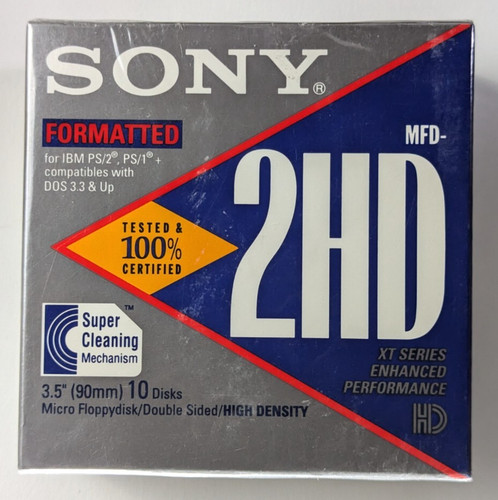 SONY®
FORMATTED
for IBM PS/2®, PS/1® +
compatibles with
DOS 3.3 & Up
MFD-
2HD
TESTED &
100%
CERTIFIED
Super
Cleaning
Mechanism
™
XT SERIES
ENHANCED
PERFORMANCE
HD
3.5" (90mm) 10 Disks
Micro Floppydisk/Double Sided/HIGH DENSITY